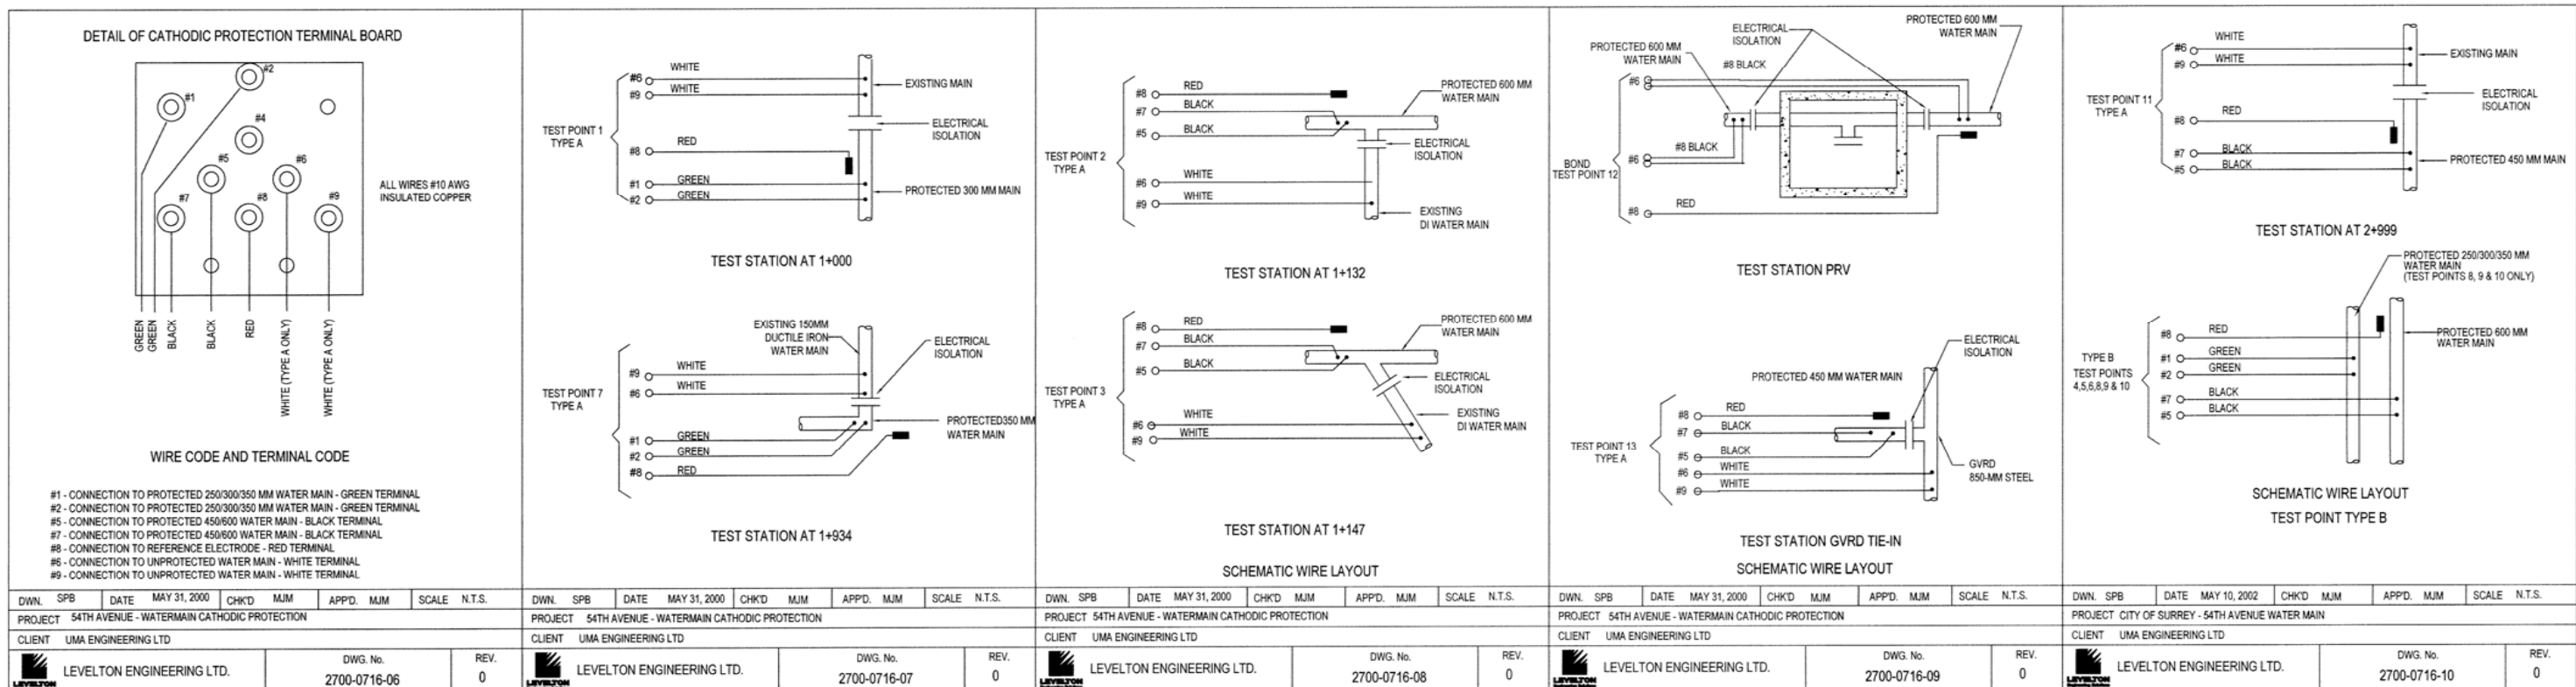 DETAIL OF CATHODIC PROTECTION TERMINAL BOARD
#2
#1
#4
#5
#6
#7
#8
#9
ALL WIRES #10 AWG
INSULATED COPPER
GREEN
GREEN
BLACK
BLACK
RED
WHITE (TYPE A ONLY)
WHITE (TYPE A ONLY)
WIRE CODE AND TERMINAL CODE
#1 - CONNECTION TO PROTECTED 250/300/350 MM WATER MAIN - GREEN TERMINAL
#2 - CONNECTION TO PROTECTED 250/300/350 MM WATER MAIN - GREEN TERMINAL
#5 - CONNECTION TO PROTECTED 450/600 WATER MAIN - BLACK TERMINAL
#7 - CONNECTION TO PROTECTED 450/600 WATER MAIN - BLACK TERMINAL
#8 - CONNECTION TO REFERENCE ELECTRODE - RED TERMINAL
#6 - CONNECTION TO UNPROTECTED WATER MAIN - WHITE TERMINAL
#9 - CONNECTION TO UNPROTECTED WATER MAIN - WHITE TERMINAL
DWN. SPB DATE MAY 31, 2000 CHK'D MJM APP'D. MJM SCALE N.T.S.
PROJECT 54TH AVENUE - WATERMAIN CATHODIC PROTECTION
CLIENT UMA ENGINEERING LTD
LEVELTON
LEVELTON ENGINEERING LTD.
DWG. No.
2700-0716-06
REV.
0
#6 WHITE
#9 WHITE
EXISTING MAIN
TEST POINT 1
TYPE A
ELECTRICAL
ISOLATION
#8 RED
#1 GREEN
#2 GREEN
PROTECTED 300 MM MAIN
TEST STATION AT 1+000
EXISTING 150MM
DUCTILE IRON
WATER MAIN
ELECTRICAL
ISOLATION
#9 WHITE
#6 WHITE
TEST POINT 7
TYPE A
PROTECTED350 MM
WATER MAIN
#1 GREEN
#2 GREEN
#8 RED
TEST STATION AT 1+934
DWN. SPB DATE MAY 31, 2000 CHK'D MJM APP'D. MJM SCALE N.T.S.
PROJECT 54TH AVENUE - WATERMAIN CATHODIC PROTECTION
CLIENT UMA ENGINEERING LTD
LEVELTON
LEVELTON ENGINEERING LTD.
DWG. No.
2700-0716-07
REV.
0
#8 RED
#7 BLACK
#5 BLACK
PROTECTED 600 MM
WATER MAIN
ELECTRICAL
ISOLATION
TEST POINT 2
TYPE A
#6 WHITE
#9 WHITE
EXISTING
DI WATER MAIN
TEST STATION AT 1+132
#8 RED
#7 BLACK
#5 BLACK
PROTECTED 600 MM
WATER MAIN
ELECTRICAL
ISOLATION
TEST POINT 3
TYPE A
#6 WHITE
#9 WHITE
EXISTING
DI WATER MAIN
TEST STATION AT 1+147
SCHEMATIC WIRE LAYOUT
DWN. SPB DATE MAY 31, 2000 CHK'D MJM APP'D. MJM SCALE N.T.S.
PROJECT 54TH AVENUE - WATERMAIN CATHODIC PROTECTION
CLIENT UMA ENGINEERING LTD
LEVELTON
LEVELTON ENGINEERING LTD.
DWG. No.
2700-0716-08
REV.
0
PROTECTED 600 MM
WATER MAIN
ELECTRICAL
ISOLATION
PROTECTED 600 MM
WATER MAIN
#8 BLACK
#6
#8 BLACK
#6
BOND
TEST POINT 12
#8 RED
TEST STATION PRV
ELECTRICAL
ISOLATION
PROTECTED 450 MM WATER MAIN
#8 RED
#7 BLACK
#5 BLACK
#6 WHITE
#9 WHITE
TEST POINT 13
TYPE A
GVRD
850-MM STEEL
TEST STATION GVRD TIE-IN
SCHEMATIC WIRE LAYOUT
DWN. SPB DATE MAY 31, 2000 CHK'D MJM APP'D. MJM SCALE N.T.S.
PROJECT 54TH AVENUE - WATERMAIN CATHODIC PROTECTION
CLIENT UMA ENGINEERING LTD
LEVELTON
LEVELTON ENGINEERING LTD.
DWG. No.
2700-0716-09
REV.
0
#6 WHITE
#9 WHITE
EXISTING MAIN
TEST POINT 11
TYPE A
ELECTRICAL
ISOLATION
#8 RED
#7 BLACK
#5 BLACK
PROTECTED 450 MM MAIN
TEST STATION AT 2+999
PROTECTED 250/300/350 MM
WATER MAIN
(TEST POINTS 8, 9 & 10 ONLY)
#8 RED
#1 GREEN
#2 GREEN
#7 BLACK
#5 BLACK
PROTECTED 600 MM
WATER MAIN
TYPE B
TEST POINTS
4,5,6,8,9 & 10
SCHEMATIC WIRE LAYOUT
TEST POINT TYPE B
DWN. SPB DATE MAY 10, 2002 CHK'D MJM APP'D. MJM SCALE N.T.S.
PROJECT CITY OF SURREY - 54TH AVENUE WATER MAIN
CLIENT UMA ENGINEERING LTD
LEVELTON
LEVELTON ENGINEERING LTD.
DWG. No.
2700-0716-10
REV.
0